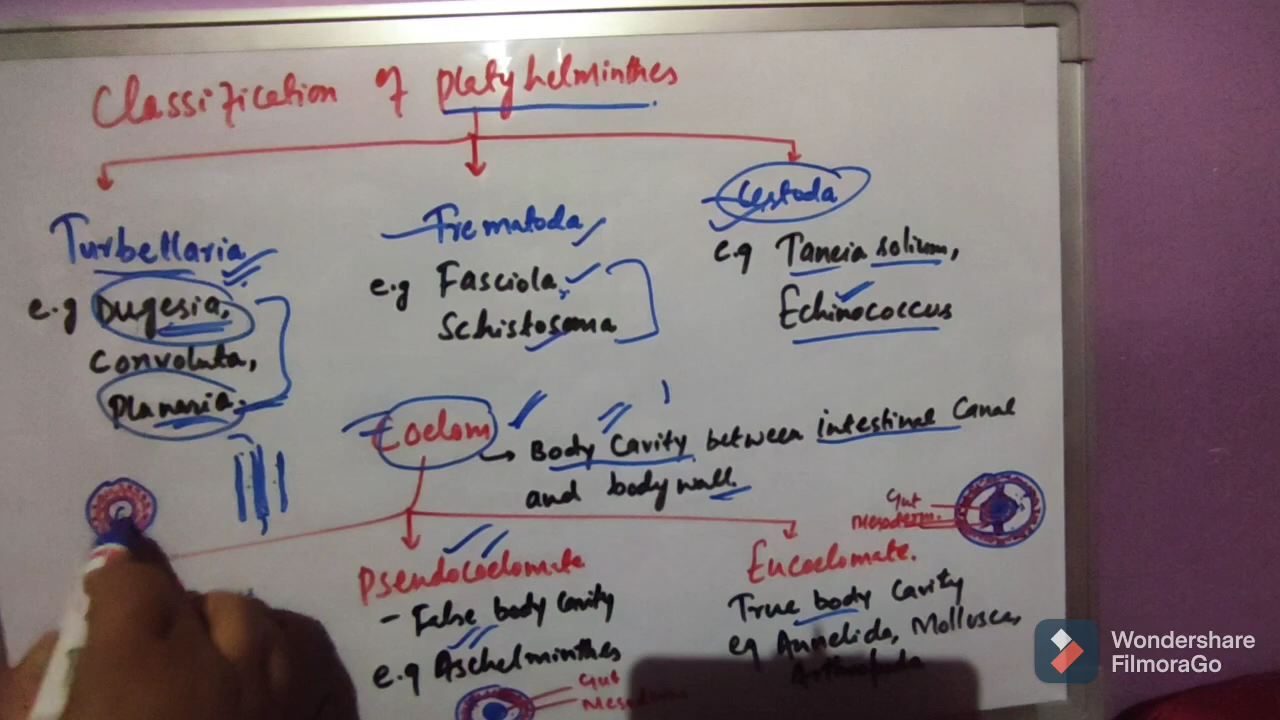 Classification of Platyhelminthes
Turbellaria
e.g Dugesia,
Convoluta,
Planaria.
Trematoda
e.g Fasciola,
Schistosoma
Cestoda
e.g Taneia solium,
Echinococcus
Coelom → Body Cavity between intestinal Canal
and body wall.
Pseudocoelomate
- False body Cavity
e.g Aschelminthes
Gut
Mesoderm
Gut
Mesoderm.
Eucoelomate.
True body Cavity
eg Annelida, Mollusca,
Arthropoda
Wondershare
FilmoraGo